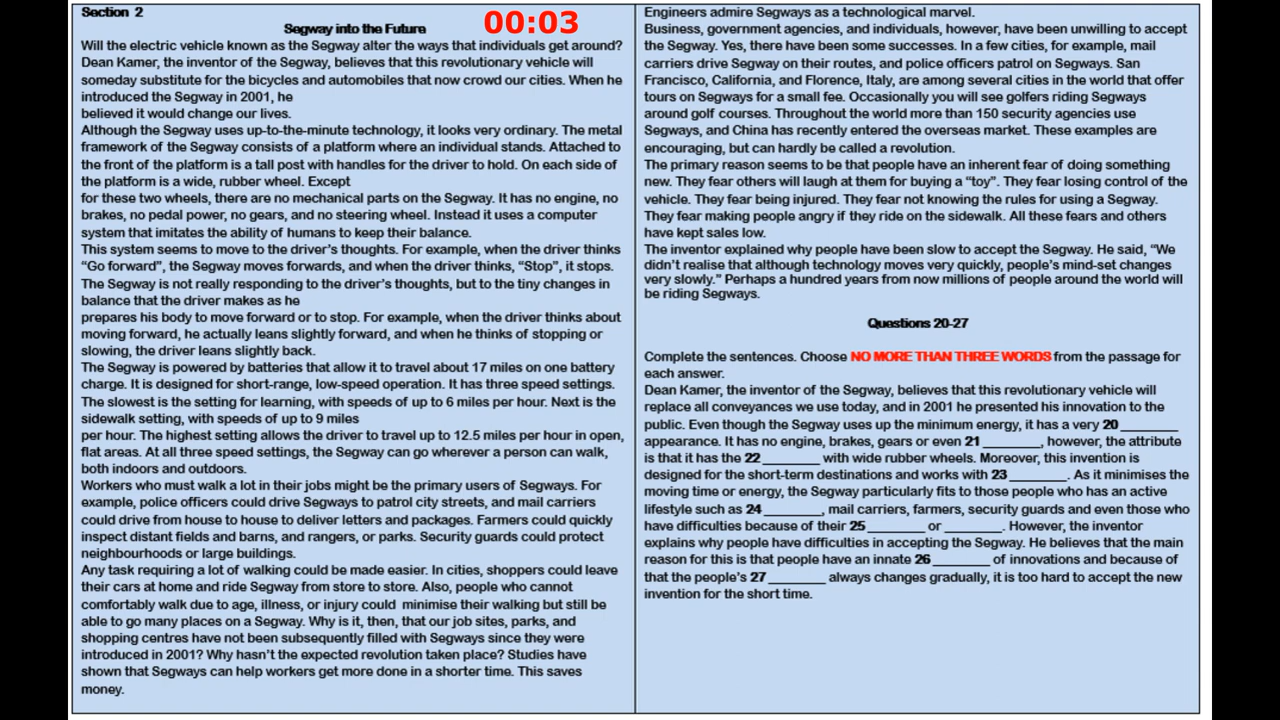 Section 2
Segway into the Future
00:03
Will the electric vehicle known as the Segway alter the ways that individuals get around?
Dean Kamer, the inventor of the Segway, believes that this revolutionary vehicle will
someday substitute for the bicycles and automobiles that now crowd our cities. When he
introduced the Segway in 2001, he
believed it would change our lives.
Although the Segway uses up-to-the-minute technology, it looks very ordinary. The metal
framework of the Segway consists of a platform where an individual stands. Attached to
the front of the platform is a tall post with handles for the driver to hold. On each side of
the platform is a wide, rubber wheel. Except
for these two wheels, there are no mechanical parts on the Segway. It has no engine, no
brakes, no pedal power, no gears, and no steering wheel. Instead it uses a computer
system that imitates the ability of humans to keep their balance.
This system seems to move to the driver's thoughts. For example, when the driver thinks
“Go forward”, the Segway moves forwards, and when the driver thinks, “Stop”, it stops.
The Segway is not really responding to the driver's thoughts, but to the tiny changes in
balance that the driver makes as he
prepares his body to move forward or to stop. For example, when the driver thinks about
moving forward, he actually leans slightly forward, and when he thinks of stopping or
slowing, the driver leans slightly back.
The Segway is powered by batteries that allow it to travel about 17 miles on one battery
charge. It is designed for short-range, low-speed operation. It has three speed settings.
The slowest is the setting for learning, with speeds of up to 6 miles per hour. Next is the
sidewalk setting, with speeds of up to 9 miles
per hour. The highest setting allows the driver to travel up to 12.5 miles per hour in open,
flat areas. At all three speed settings, the Segway can go wherever a person can walk,
both indoors and outdoors.
Workers who must walk a lot in their jobs might be the primary users of Segways. For
example, police officers could drive Segways to patrol city streets, and mail carriers
could drive from house to house to deliver letters and packages. Farmers could quickly
inspect distant fields and barns, and rangers, or parks. Security guards could protect
neighbourhoods or large buildings.
Any task requiring a lot of walking could be made easier. In cities, shoppers could leave
their cars at home and ride Segway from store to store. Also, people who cannot
comfortably walk due to age, illness, or injury could minimise their walking but still be
able to go many places on a Segway. Why is it, then, that our job sites, parks, and
shopping centres have not been subsequently filled with Segways since they were
introduced in 2001? Why hasn't the expected revolution taken place? Studies have
shown that Segways can help workers get more done in a shorter time. This saves
money.
Engineers admire Segways as a technological marvel.
Business, government agencies, and individuals, however, have been unwilling to accept
the Segway. Yes, there have been some successes. In a few cities, for example, mail
carriers drive Segway on their routes, and police officers patrol on Segways. San
Francisco, California, and Florence, Italy, are among several cities in the world that offer
tours on Segways for a small fee. Occasionally you will see golfers riding Segways
around golf courses. Throughout the world more than 150 security agencies use
Segways, and China has recently entered the overseas market. These examples are
encouraging, but can hardly be called a revolution.
The primary reason seems to be that people have an inherent fear of doing something
new. They fear others will laugh at them for buying a “toy”. They fear losing control of the
vehicle. They fear being injured. They fear not knowing the rules for using a Segway.
They fear making people angry if they ride on the sidewalk. All these fears and others
have kept sales low.
The inventor explained why people have been slow to accept the Segway. He said, “We
didn't realise that although technology moves very quickly, people's mind-set changes
very slowly.” Perhaps a hundred years from now millions of people around the world will
be riding Segways.
Questions 20-27
Complete the sentences. Choose NO MORE THAN THREE WORDS from the passage for
each answer.
Dean Kamer, the inventor of the Segway, believes that this revolutionary vehicle will
replace all conveyances we use today, and in 2001 he presented his innovation to the
public. Even though the Segway uses up the minimum energy, it has a very 20 ________
appearance. It has no engine, brakes, gears or even 21 ________, however, the attribute
is that it has the 22 ________ with wide rubber wheels. Moreover, this invention is
designed for the short-term destinations and works with 23 ________. As it minimises the
moving time or energy, the Segway particularly fits to those people who has an active
lifestyle such as 24 ________, mail carriers, farmers, security guards and even those who
have difficulties because of their 25 ________ or ________. However, the inventor
explains why people have difficulties in accepting the Segway. He believes that the main
reason for this is that people have an innate 26 ________ of innovations and because of
that the people's 27 ________ always changes gradually, it is too hard to accept the new
invention for the short time.